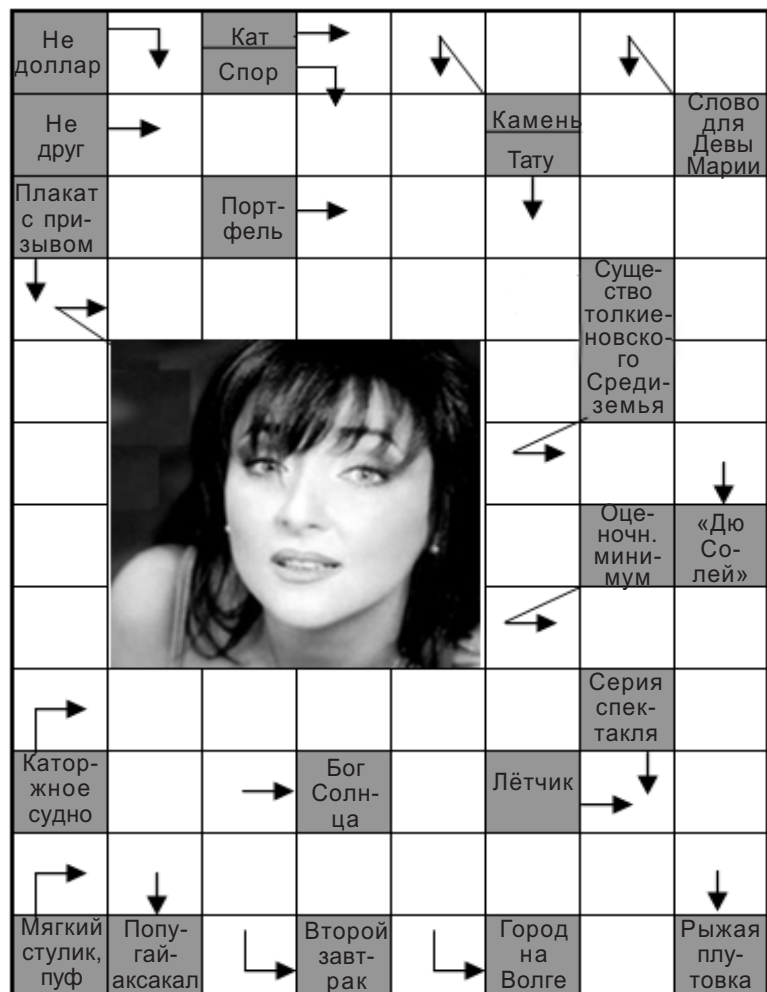 Не
доллар
Кат
Спор
Не
друг
Камень
Тату
Слово
для
Девы
Марии
Плакат
с при-
зывом
Порт-
фель
Суще-
ство
толкие-
новско-
го
Среди-
земья
Оце-
ночн.
мини-
мум
«Дю
Со-
лей»
Серия
спек-
такля
Катор-
жное
судно
Бог
Солн-
ца
Лётчик
Мягкий
стулик,
пуф
Попу-
гай-
аксакал
Второй
завт-
рак
Город
на
Волге
Рыжая
плу-
товка